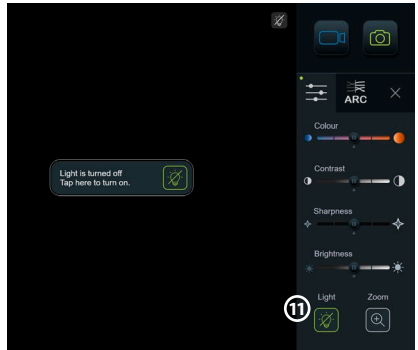 ARC
Colour
Light is turned off
Tap here to turn on.
Contrast
Sharpness
Brightness
11
Light Zoom